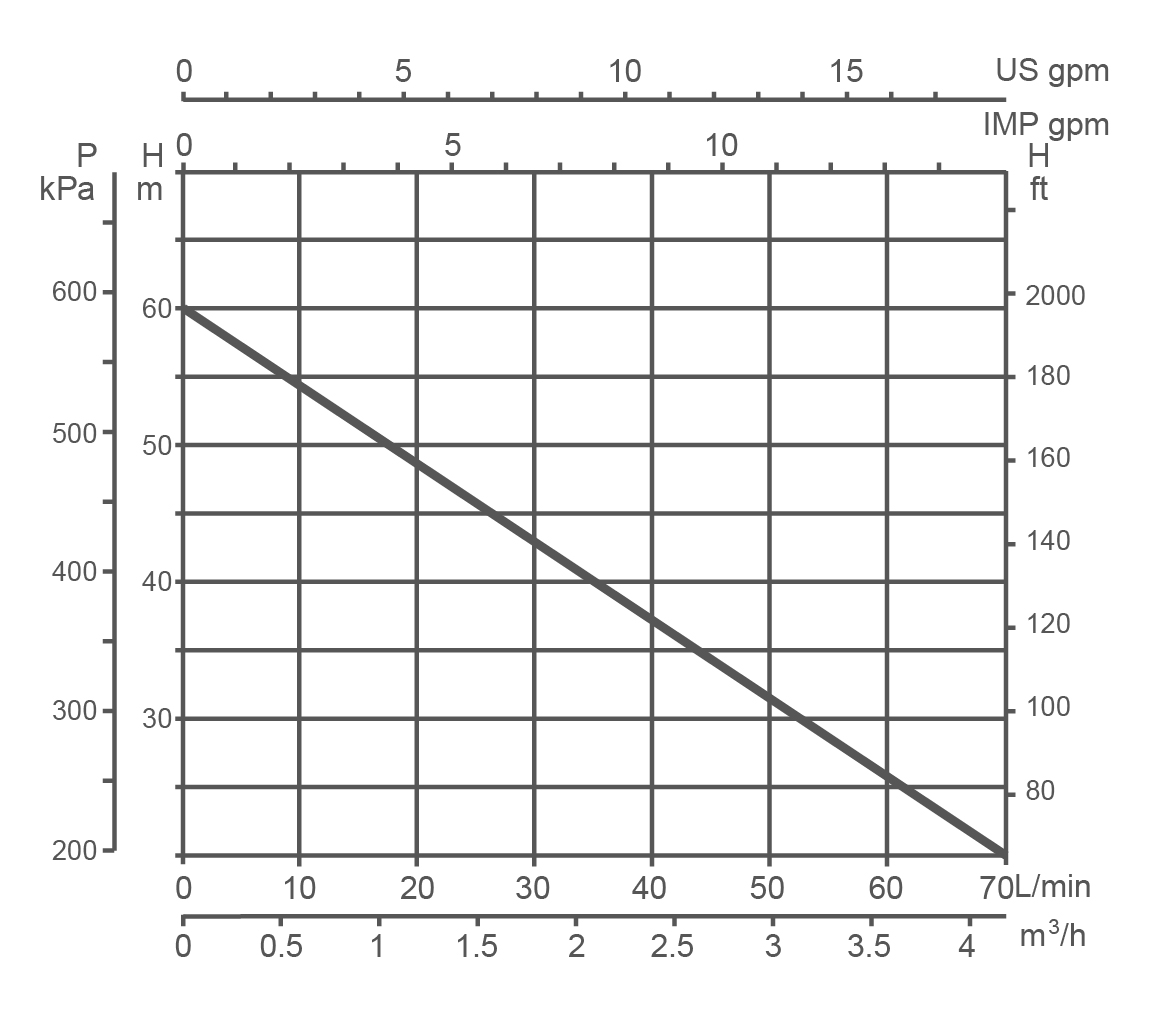 0 5 10 15 US gpm
IMP gpm
0 5 10
P H H
kPa m ft
600 60 2000
180
500 50 160
140
400 40
120
300 30 100
80
200
0 10 20 30 40 50 60 70 L/min
0 0.5 1 1.5 2 2.5 3 3.5 4 m³/h